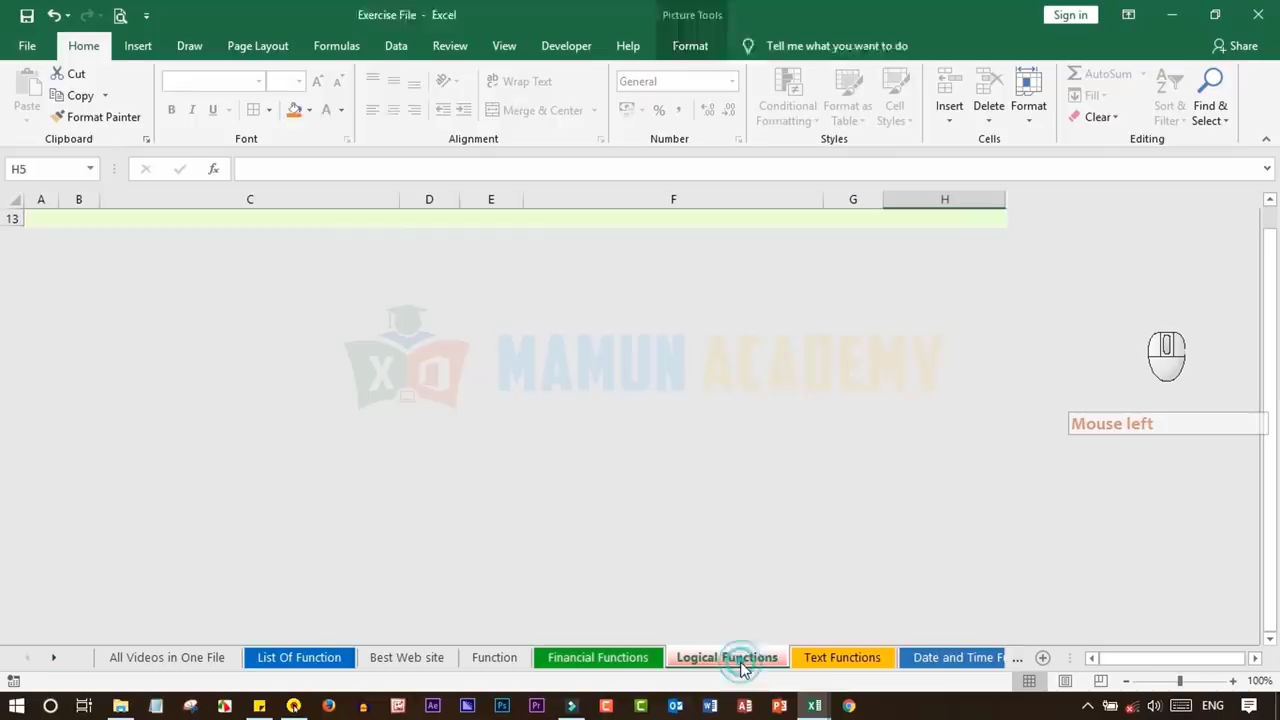 Exercise File - Excel
Picture Tools
Sign in
File
Home
Insert
Draw
Page Layout
Formulas
Data
Review
View
Developer
Help
Format
Tell me what you want to do
Share
Paste
Cut
Copy
Format Painter
Clipboard
B I U
A
Font
Wrap Text
Merge & Center
Alignment
General
%
Number
Conditional Formatting
Format as Table
Cell Styles
Styles
Insert
Delete
Format
Cells
AutoSum
Fill
Clear
Sort & Filter
Find & Select
Editing
H5
fx
A B C D E F G H
13
MAMUN ACADEMY
Mouse left
All Videos in One File
List Of Function
Best Web site
Function
Financial Functions
Logical Functions
Text Functions
Date and Time F
...
100%
ENG